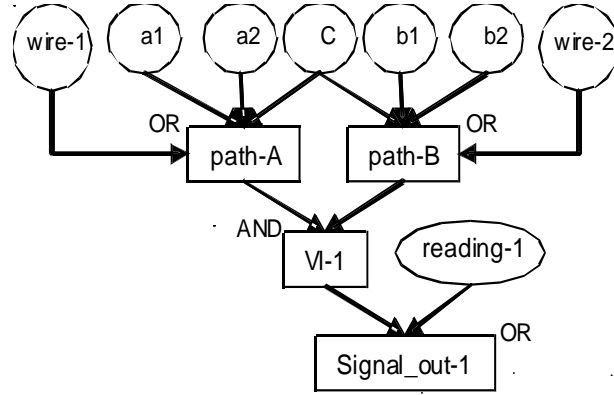 wire-1 a1 a2 C b1 b2 wire-2
OR OR
path-A path-B
AND
VI-1 reading-1
OR
Signal_out-1